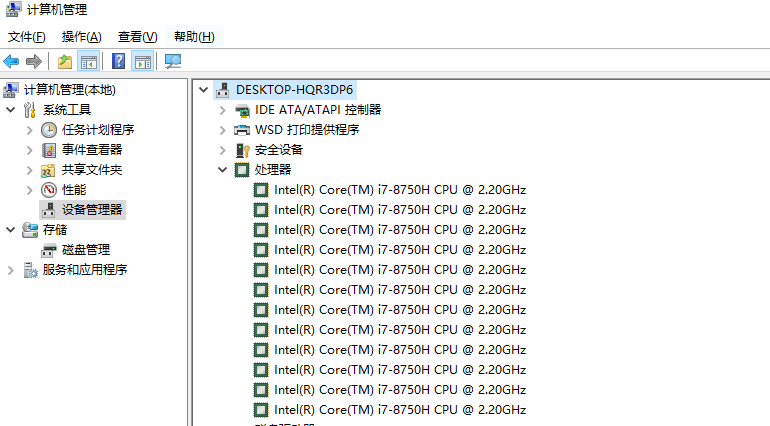 计算机管理
文件(F) 操作(A) 查看(V) 帮助(H)
计算机管理(本地)
系统工具
任务计划程序
事件查看器
共享文件夹
性能
设备管理器
存储
磁盘管理
服务和应用程序
DESKTOP-HQR3DP6
IDE ATA/ATAPI 控制器
WSD 打印提供程序
安全设备
处理器
Intel(R) Core(TM) i7-8750H CPU @ 2.20GHz
Intel(R) Core(TM) i7-8750H CPU @ 2.20GHz
Intel(R) Core(TM) i7-8750H CPU @ 2.20GHz
Intel(R) Core(TM) i7-8750H CPU @ 2.20GHz
Intel(R) Core(TM) i7-8750H CPU @ 2.20GHz
Intel(R) Core(TM) i7-8750H CPU @ 2.20GHz
Intel(R) Core(TM) i7-8750H CPU @ 2.20GHz
Intel(R) Core(TM) i7-8750H CPU @ 2.20GHz
Intel(R) Core(TM) i7-8750H CPU @ 2.20GHz
Intel(R) Core(TM) i7-8750H CPU @ 2.20GHz
Intel(R) Core(TM) i7-8750H CPU @ 2.20GHz
Intel(R) Core(TM) i7-8750H CPU @ 2.20GHz